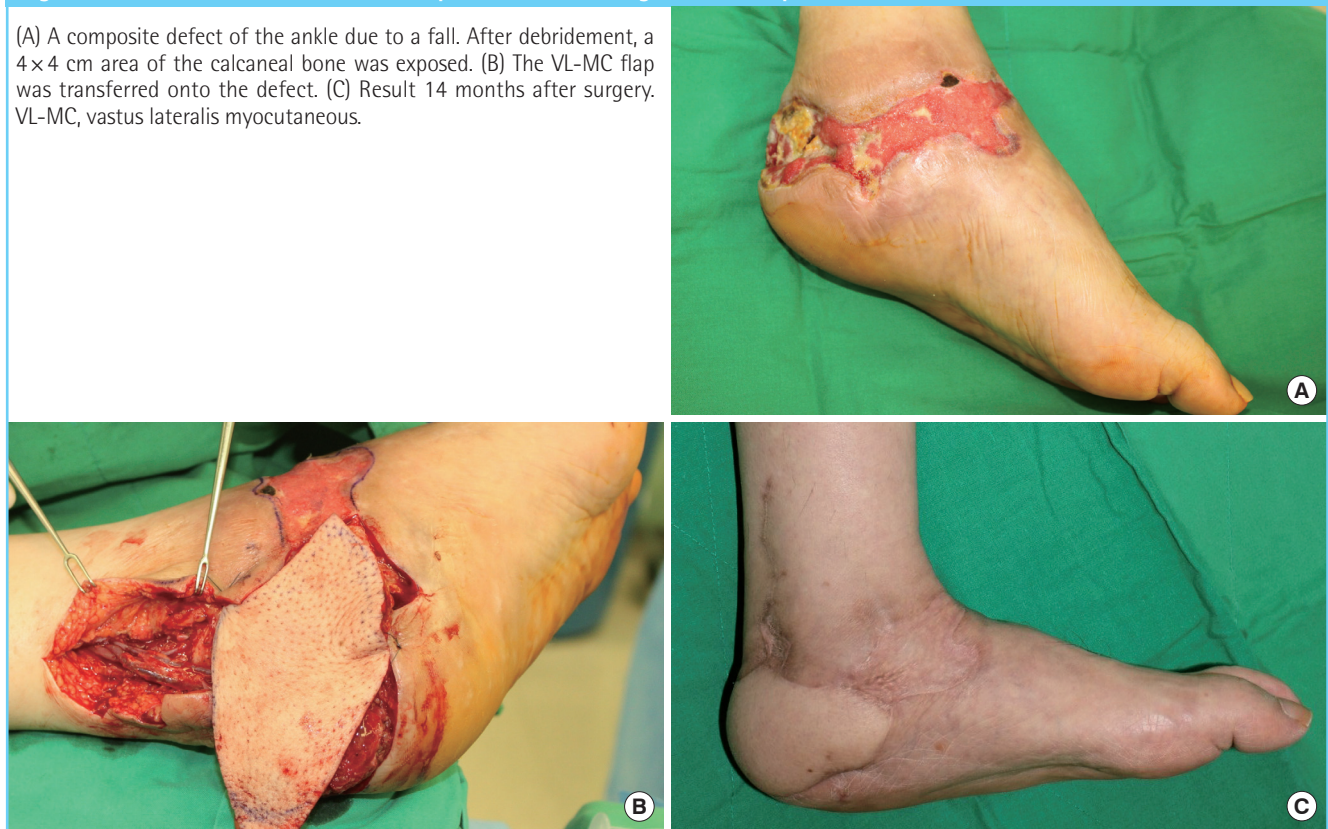 (A) A composite defect of the ankle due to a fall. After debridement, a
4×4 cm area of the calcaneal bone was exposed. (B) The VL-MC flap
was transferred onto the defect. (C) Result 14 months after surgery.
VL-MC, vastus lateralis myocutaneous.
A
B
C